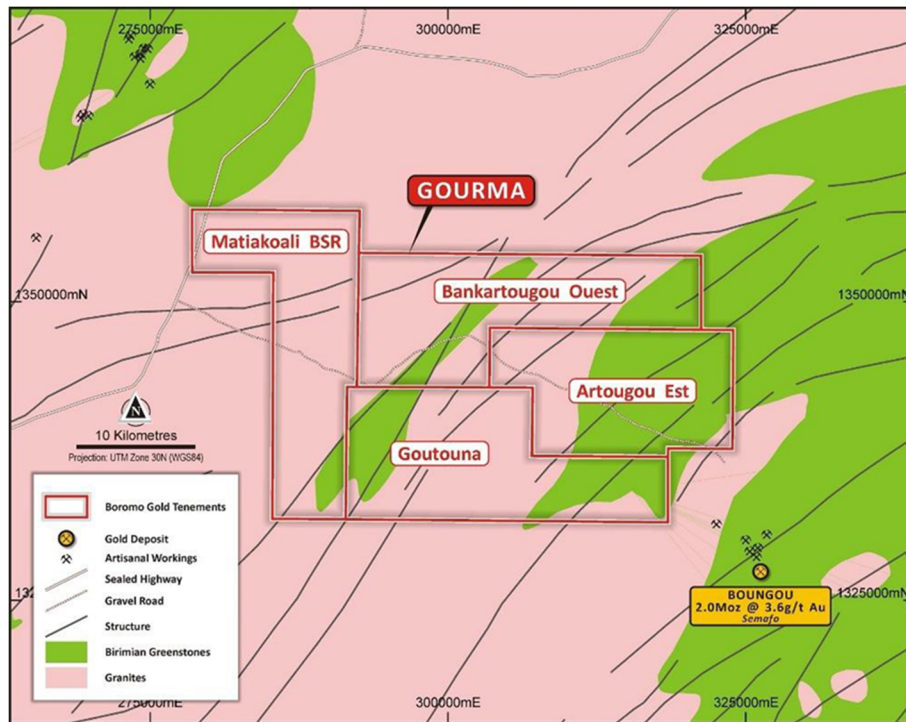 275000mE
300000mE
325000mE
GOURMA
Matiakoali BSR
Bankartougou Ouest
1350000mN
1350000mN
Artougou Est
N
10 Kilometres
Projection: UTM Zone 30N (WGS84)
Goutouna
Boromo Gold Tenements
Gold Deposit
Artisanal Workings
Sealed Highway
Gravel Road
Structure
Birimian Greenstones
Granites
BOUNGOU
2.0Moz @ 3.6g/t Au
Semafo
1325000mN
275000mE
300000mE
325000mE